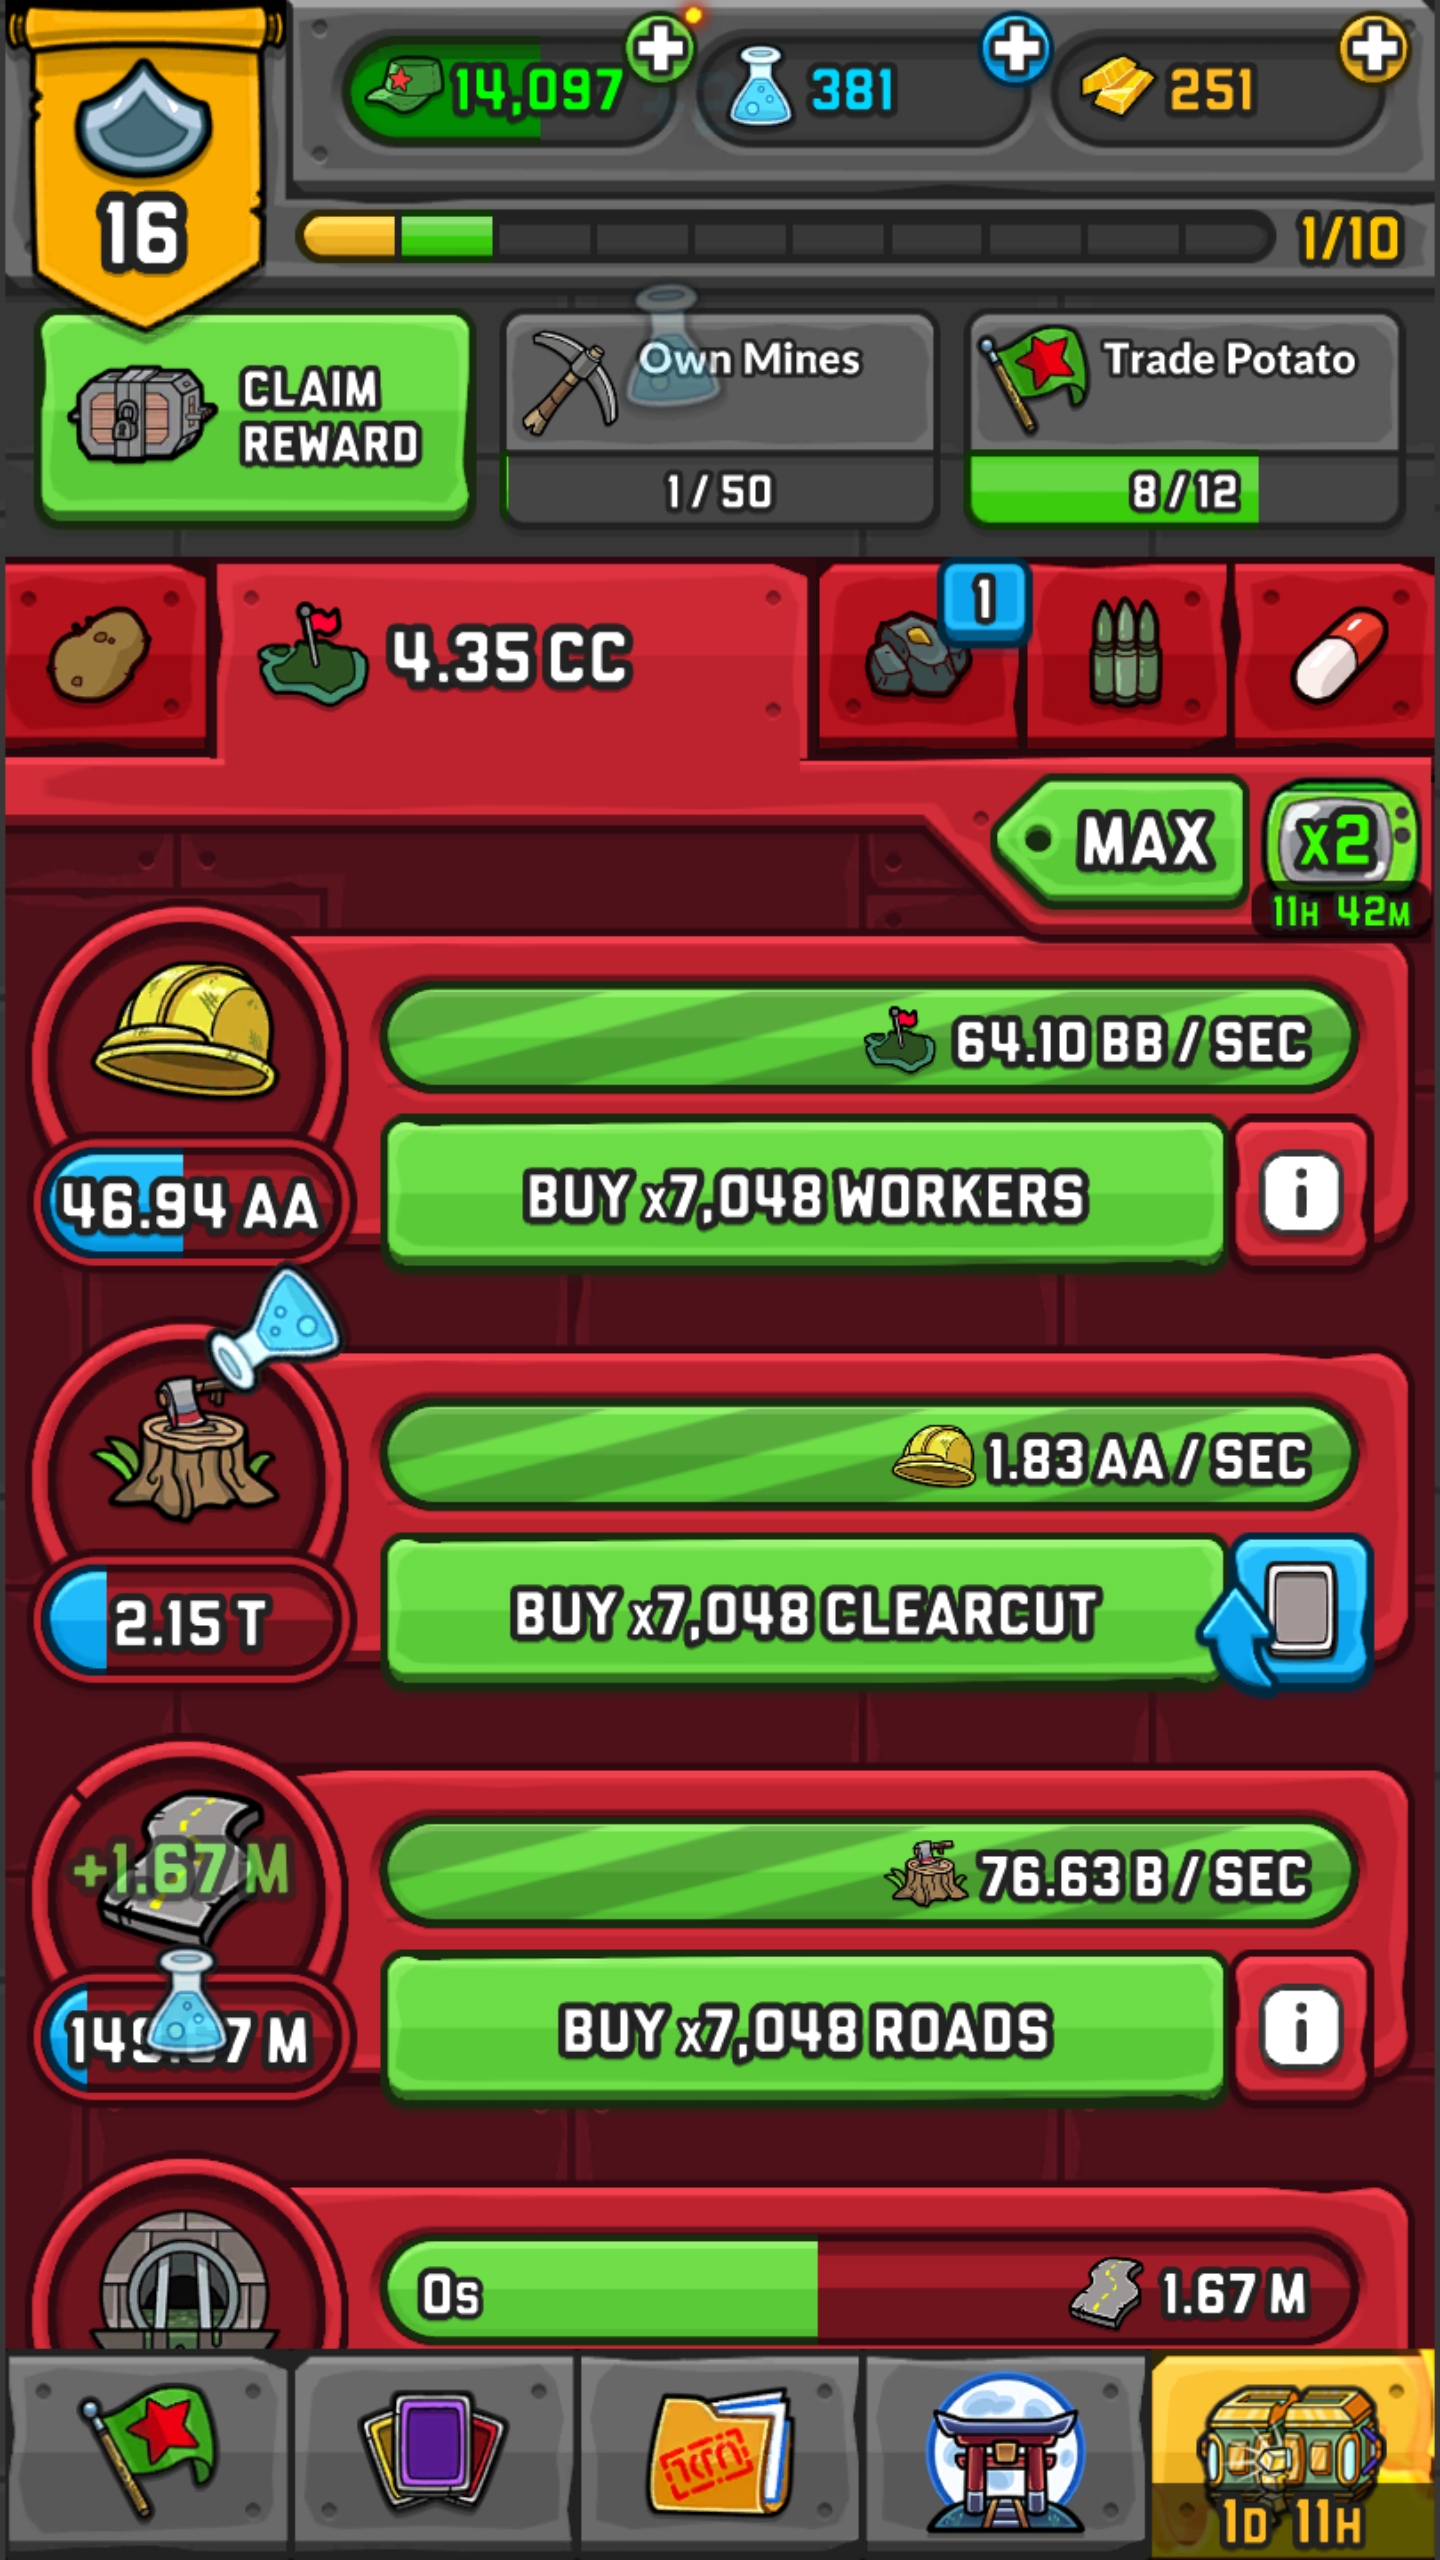 14,097
381
251
16
1/10
CLAIM
REWARD
Own Mines
1 / 50
Trade Potato
8 / 12
4.35 CC
1
MAX
x2
11H 42M
64.10 BB / SEC
46.94 AA
BUY x7,048 WORKERS
i
1.83 AA / SEC
2.15 T
BUY x7,048 CLEARCUT
+1.67 M
76.63 B / SEC
BUY x7,048 ROADS
i
0s
1.67 M
1D 11H